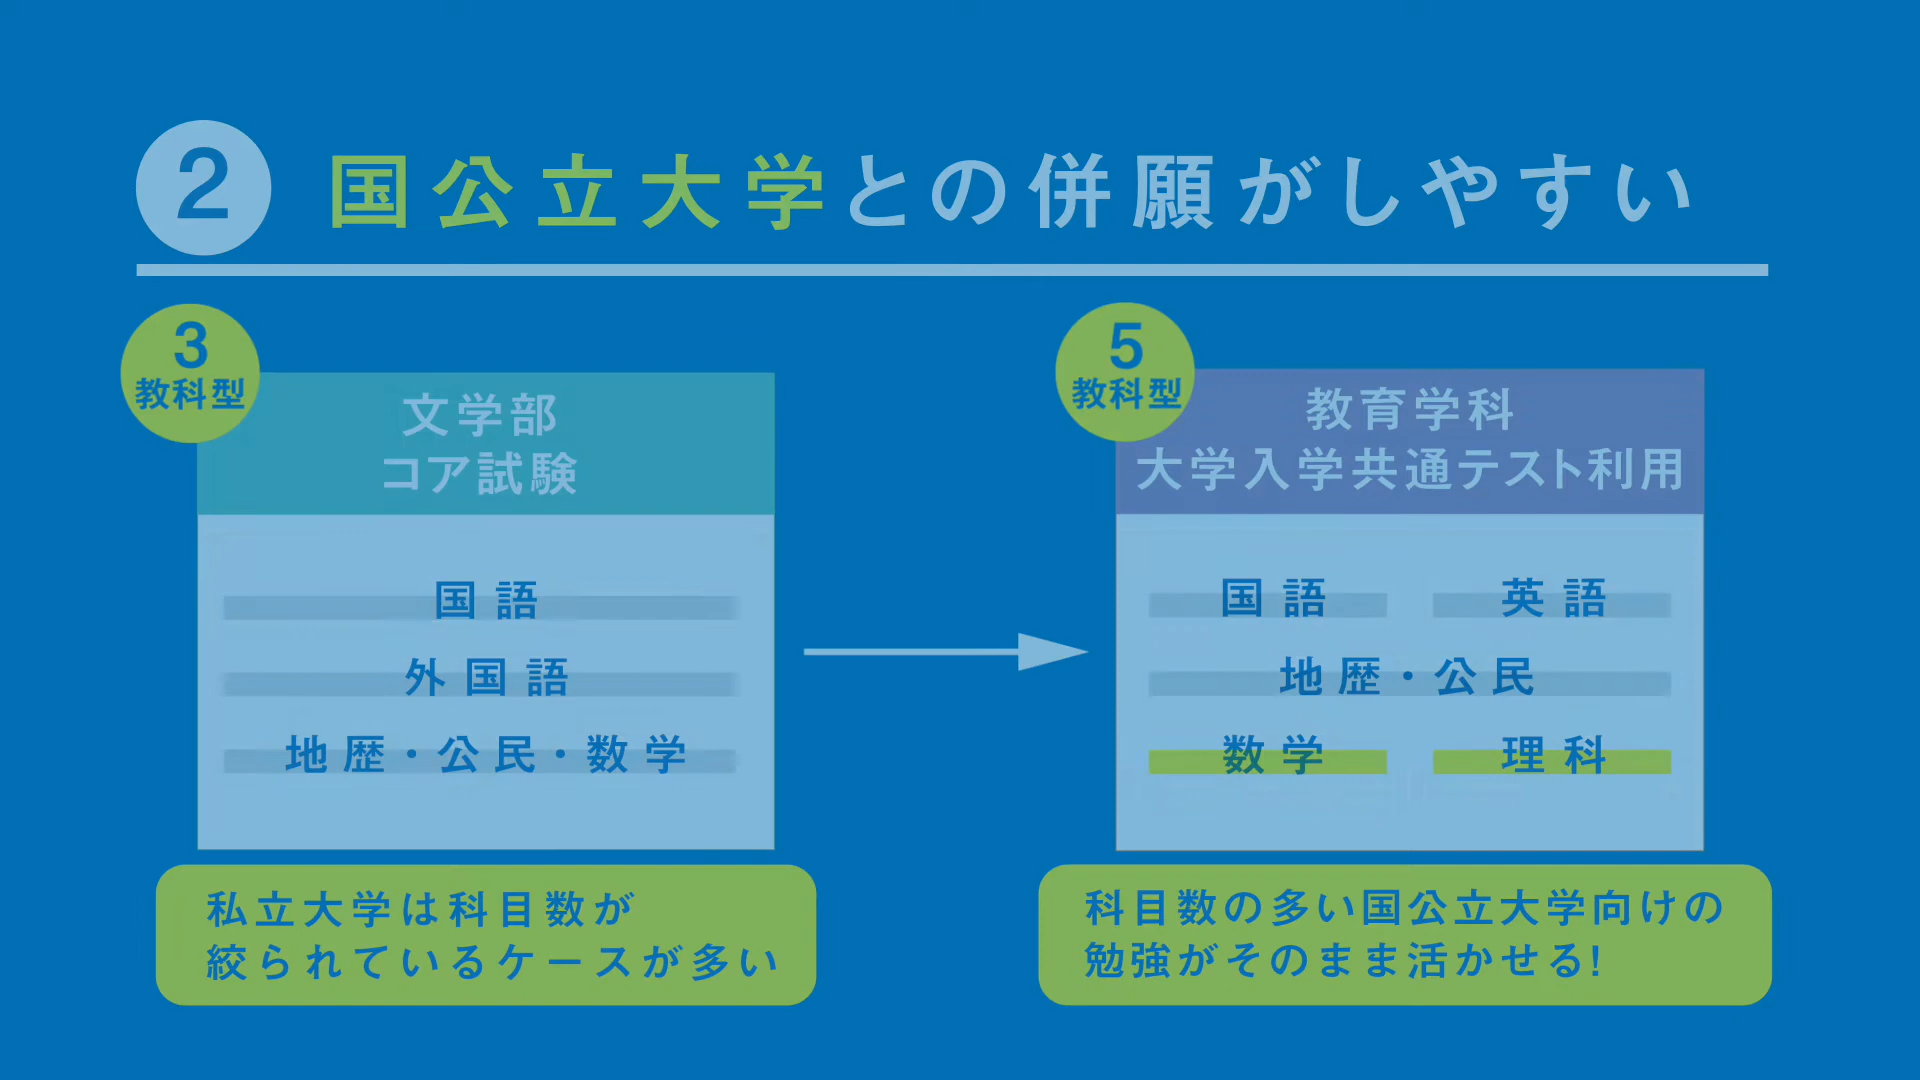 2 国公立大学との併願がしやすい
3
教科型
文学部
コア試験
国語
外国語
地歴・公民・数学
私立大学は科目数が
絞られているケースが多い
5
教科型
教育学科
大学入学共通テスト利用
国語 英語
地歴・公民
数学 理科
科目数の多い国公立大学向けの
勉強がそのまま活かせる!